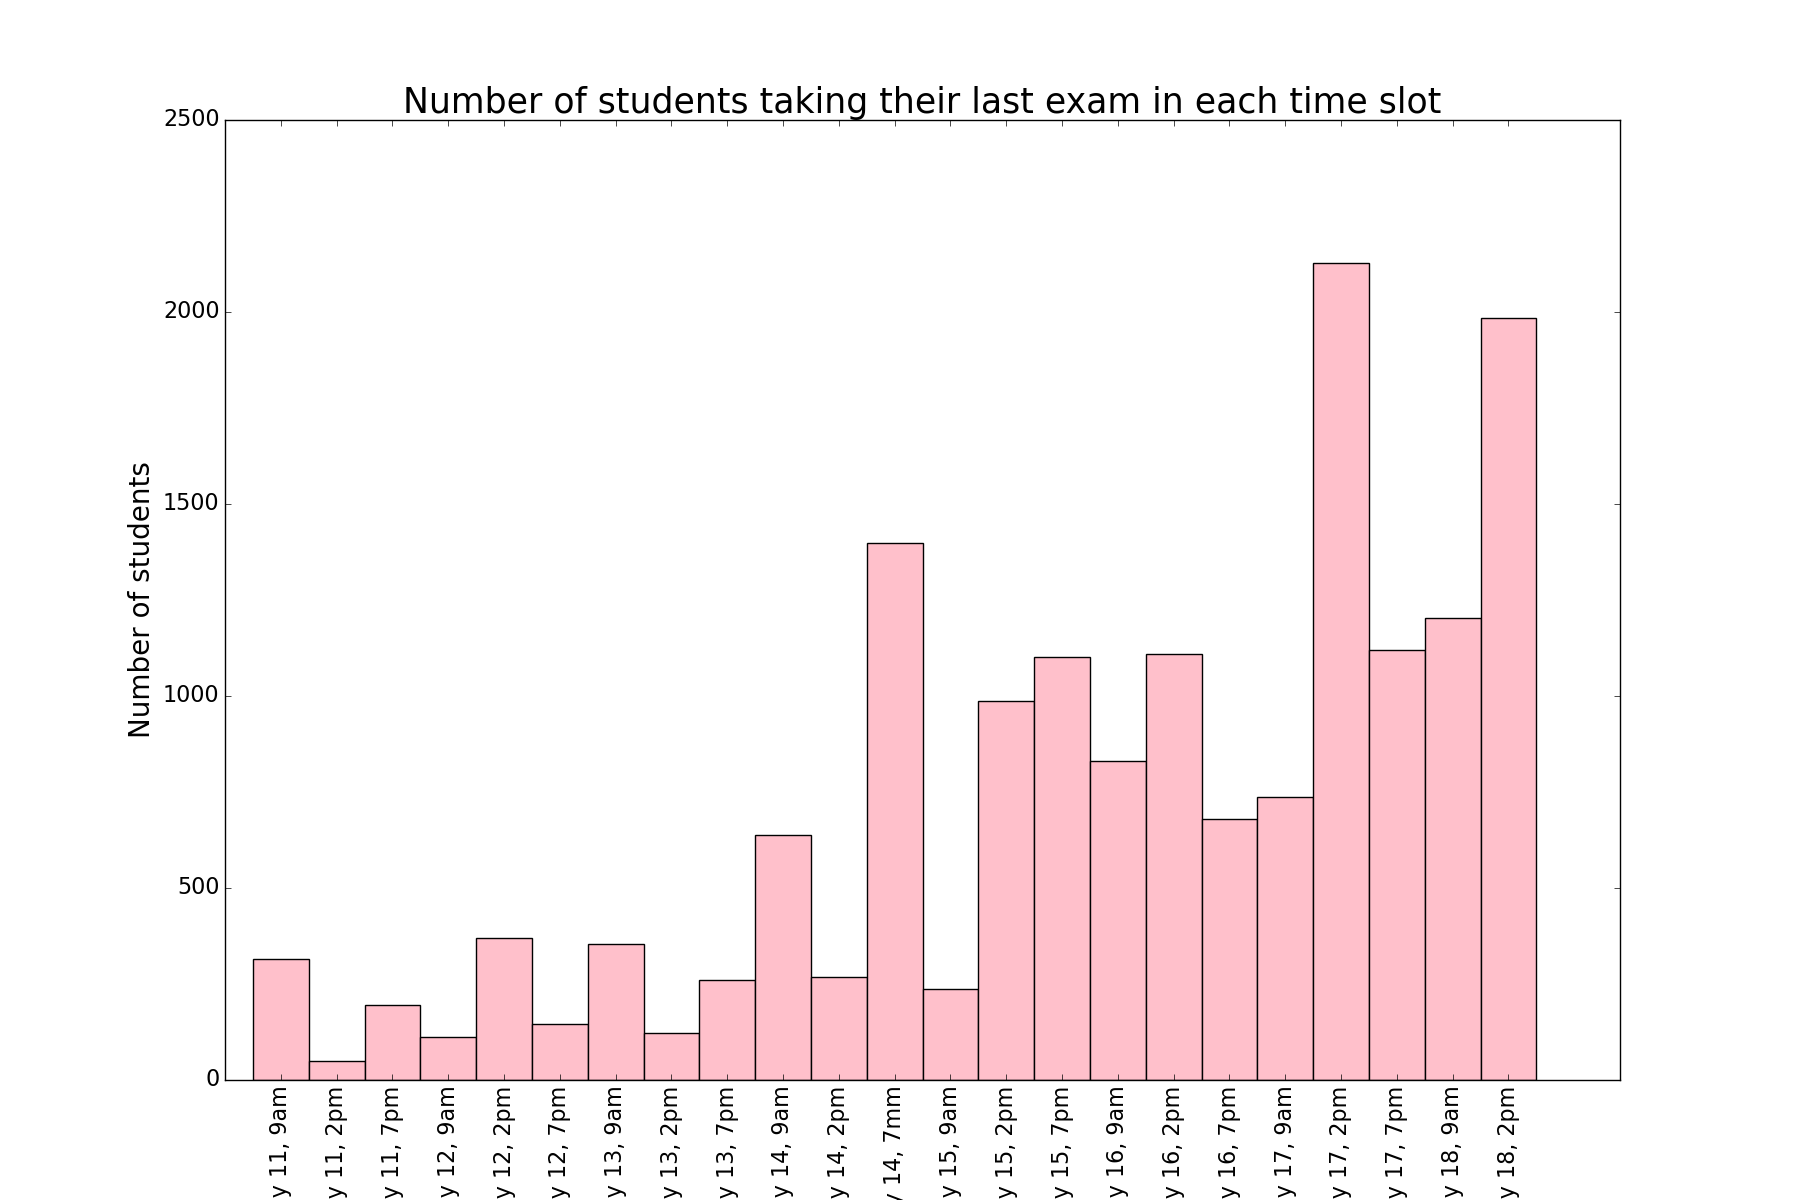 Number of students taking their last exam in each time slot
2500
2000
1500
1000
500
0
Number of students
y 11, 9am
y 11, 2pm
y 11, 7pm
y 12, 9am
y 12, 2pm
y 12, 7pm
y 13, 9am
y 13, 2pm
y 13, 7pm
y 14, 9am
y 14, 2pm
y 14, 7mm
y 15, 9am
y 15, 2pm
y 15, 7pm
y 16, 9am
y 16, 2pm
y 16, 7pm
y 17, 9am
y 17, 2pm
y 17, 7pm
y 18, 9am
y 18, 2pm